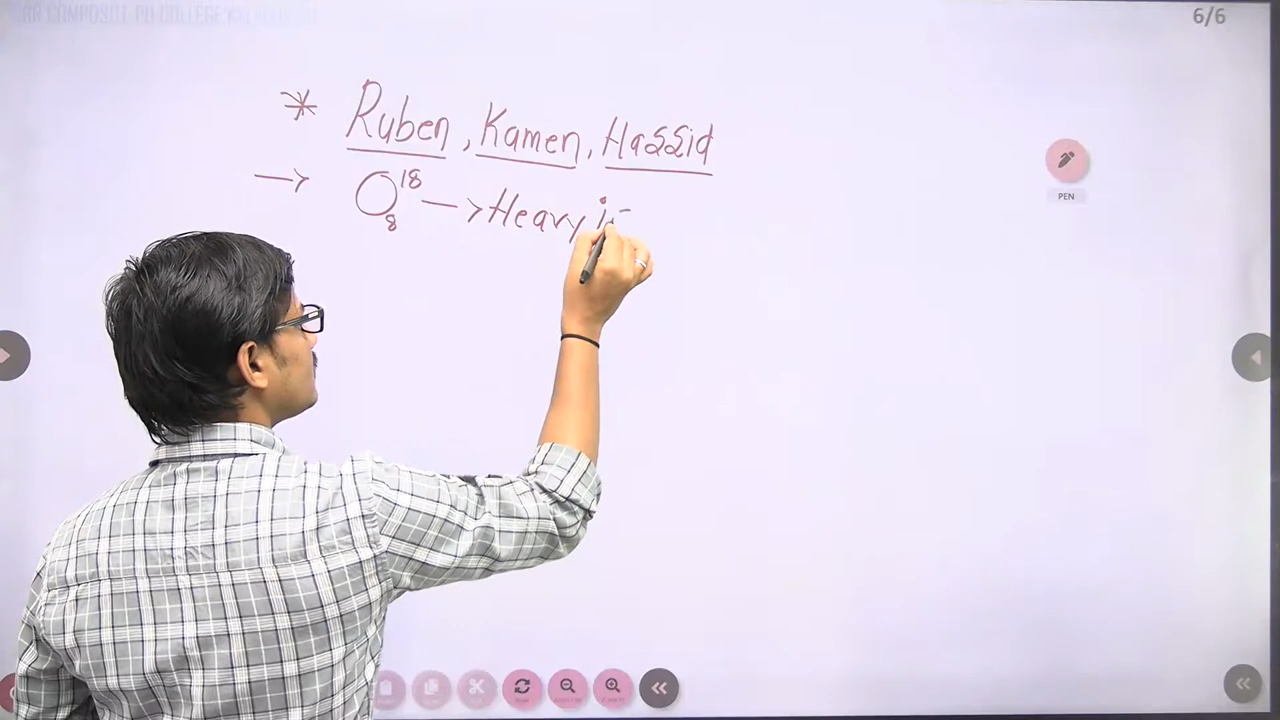 6/6
* Ruben, Kamen, Hassid
→ O 18 8 → Heavy
PEN